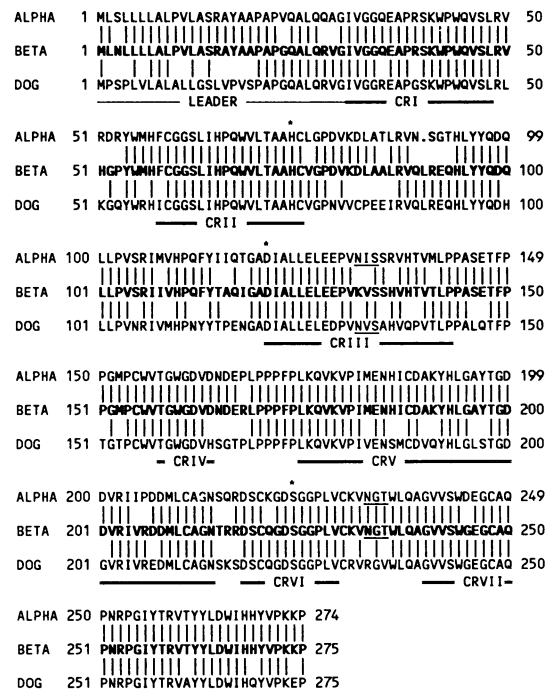 ALPHA 1 MLSLLLLALPVLASRAYAAPAPVQALQQAGIVGGQEAPRSKWPWQVSLRV 50
BETA 1 MLNLLLLALPVLASRAYAAPAPGQALQRVGIVGGQEAPRSKWPWQVSLRV 50
DOG 1 MPSPLVLALALLGSLVPVSPAPGQALQRVGIVGGREAPGSKWPWQVSLRL 50
LEADER CRI
*
ALPHA 51 RDRYWMHFCGGSLIHPQWVLTAAHCLGPDVKDLATLRVN.SGTHLYYQDQ 99
BETA 51 HGPYWMHFCGGSLIHPQWVLTAAHCVGPDVKDLAALRVQLREQHLYYQDQ 100
DOG 51 KGQYWRHICGGSLIHPQWVLTAAHCVGPNVVCPEEIRVQLREQHLYYQDH 100
CRII
*
ALPHA 100 LLPVSRIMVHPQFYIIQTGADIALLELEEPVNISSRVHTVMLPPASETFP 149
BETA 101 LLPVSRIIVHPQFYTAQIGADIALLELEEPVKVSSHVHTVTLPPASETFP 150
DOG 101 LLPVNRIVMHPNYYTPENGADIALLELEDPVNVSAHVQPVTLPPALQTFP 150
CRIII
ALPHA 150 PGMPCWVTGWGDVDNDEPLPPPFPLKQVKVPIMENHICDAKYHLGAYTGD 199
BETA 151 PGMPCWVTGWGDVDNDERLPPPFPLKQVKVPIMENHICDAKYHLGAYTGD 200
DOG 151 TGTPCWVTGWGDVHSGTPLPPPFPLKQVKVPIVENSMCDVQYHLGLSTGD 200
CRIV CRV
*
ALPHA 200 DVRIIPDDMLCAGNSQRDSCKGDSGGPLVCKVNGTWLQAGVVSWDEGCAQ 249
BETA 201 DVRIVRDDMLCAGNTRRDSCQGDSGGPLVCKVNGTWLQAGVVSWGEGCAQ 250
DOG 201 GVRIVREDMLCAGNSKSDSCQGDSGGPLVCRVRGVWLQAGVVSWGEGCAQ 250
CRVI CRVII
ALPHA 250 PNRPGIYTRVTYYLDWIHHYVPKKP 274
BETA 251 PNRPGIYTRVTYYLDWIHHYVPKKP 275
DOG 251 PNRPGIYTRVAYYLDWIHQYVPKEP 275